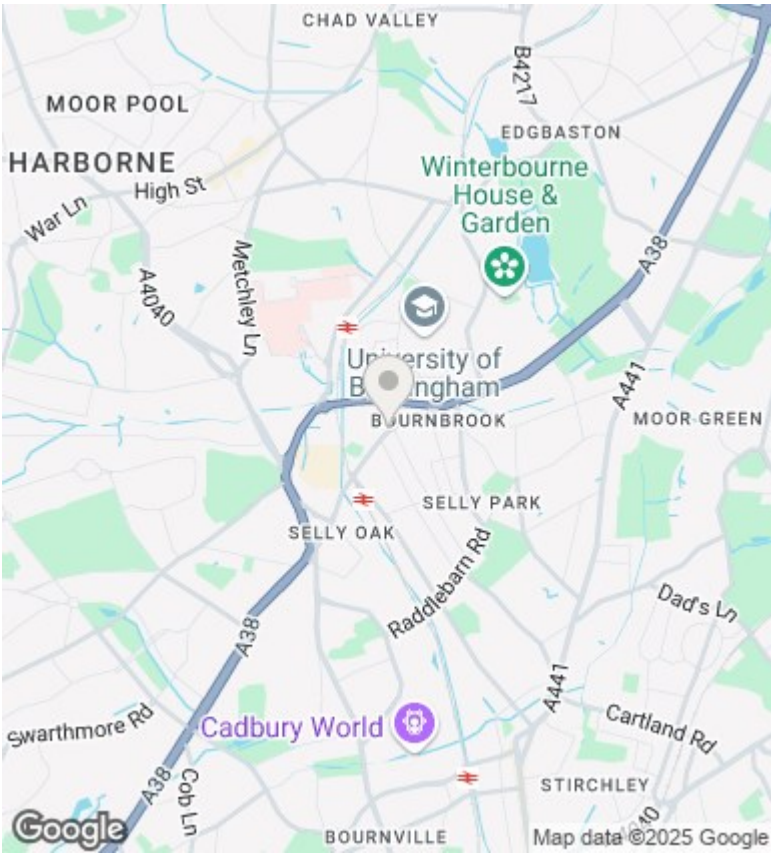 CHAD VALLEY
B4217
MOOR POOL
EDGBASTON
HARBORNE
High St
Winterbourne
House &
Garden
War Ln
A38
Metchley Ln
A4040
University of
Birmingham
A441
BOURNBROOK
MOOR GREEN
SELLY PARK
SELLY OAK
Raddlebarn Rd
Dad's Ln
A38
A441
Swarthmore Rd
Cadbury World
Cartland Rd
A38
Cob Ln
STIRCHLEY
A4040
Google
BOURNVILLE
Map data ©2025 Google